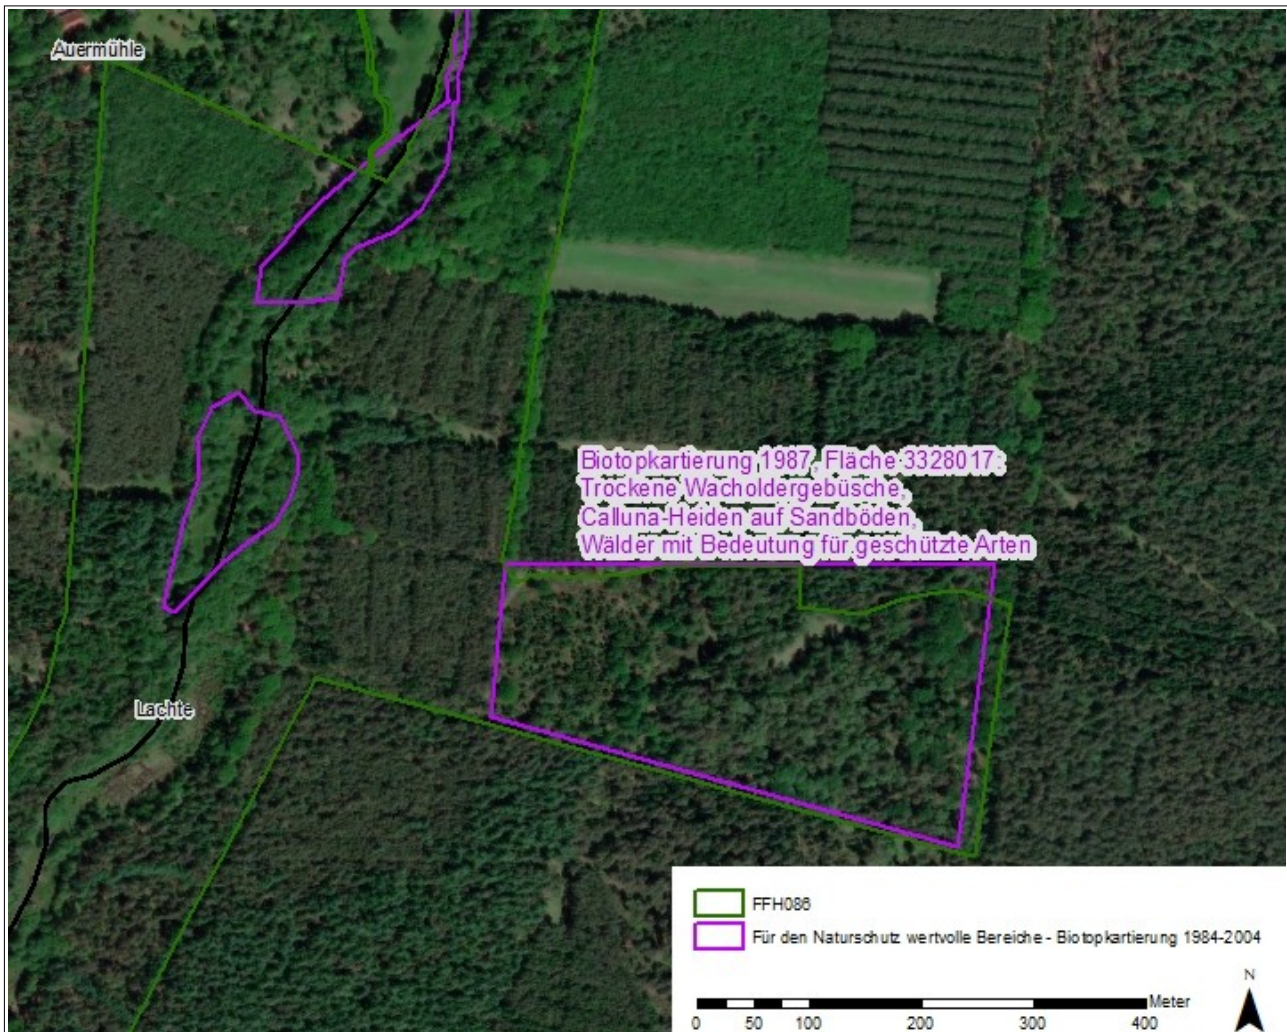 Auermühle
Biotopkartierung 1987, Fläche 3328017:
Trockene Wacholdergebüsche,
Calluna-Heiden auf Sandböden,
Wälder mit Bedeutung für geschützte Arten
Lachte
FFH086
Für den Naturschutz wertvolle Bereiche - Biotopkartierung 1984-2004
N
Meter
0 50 100 200 300 400